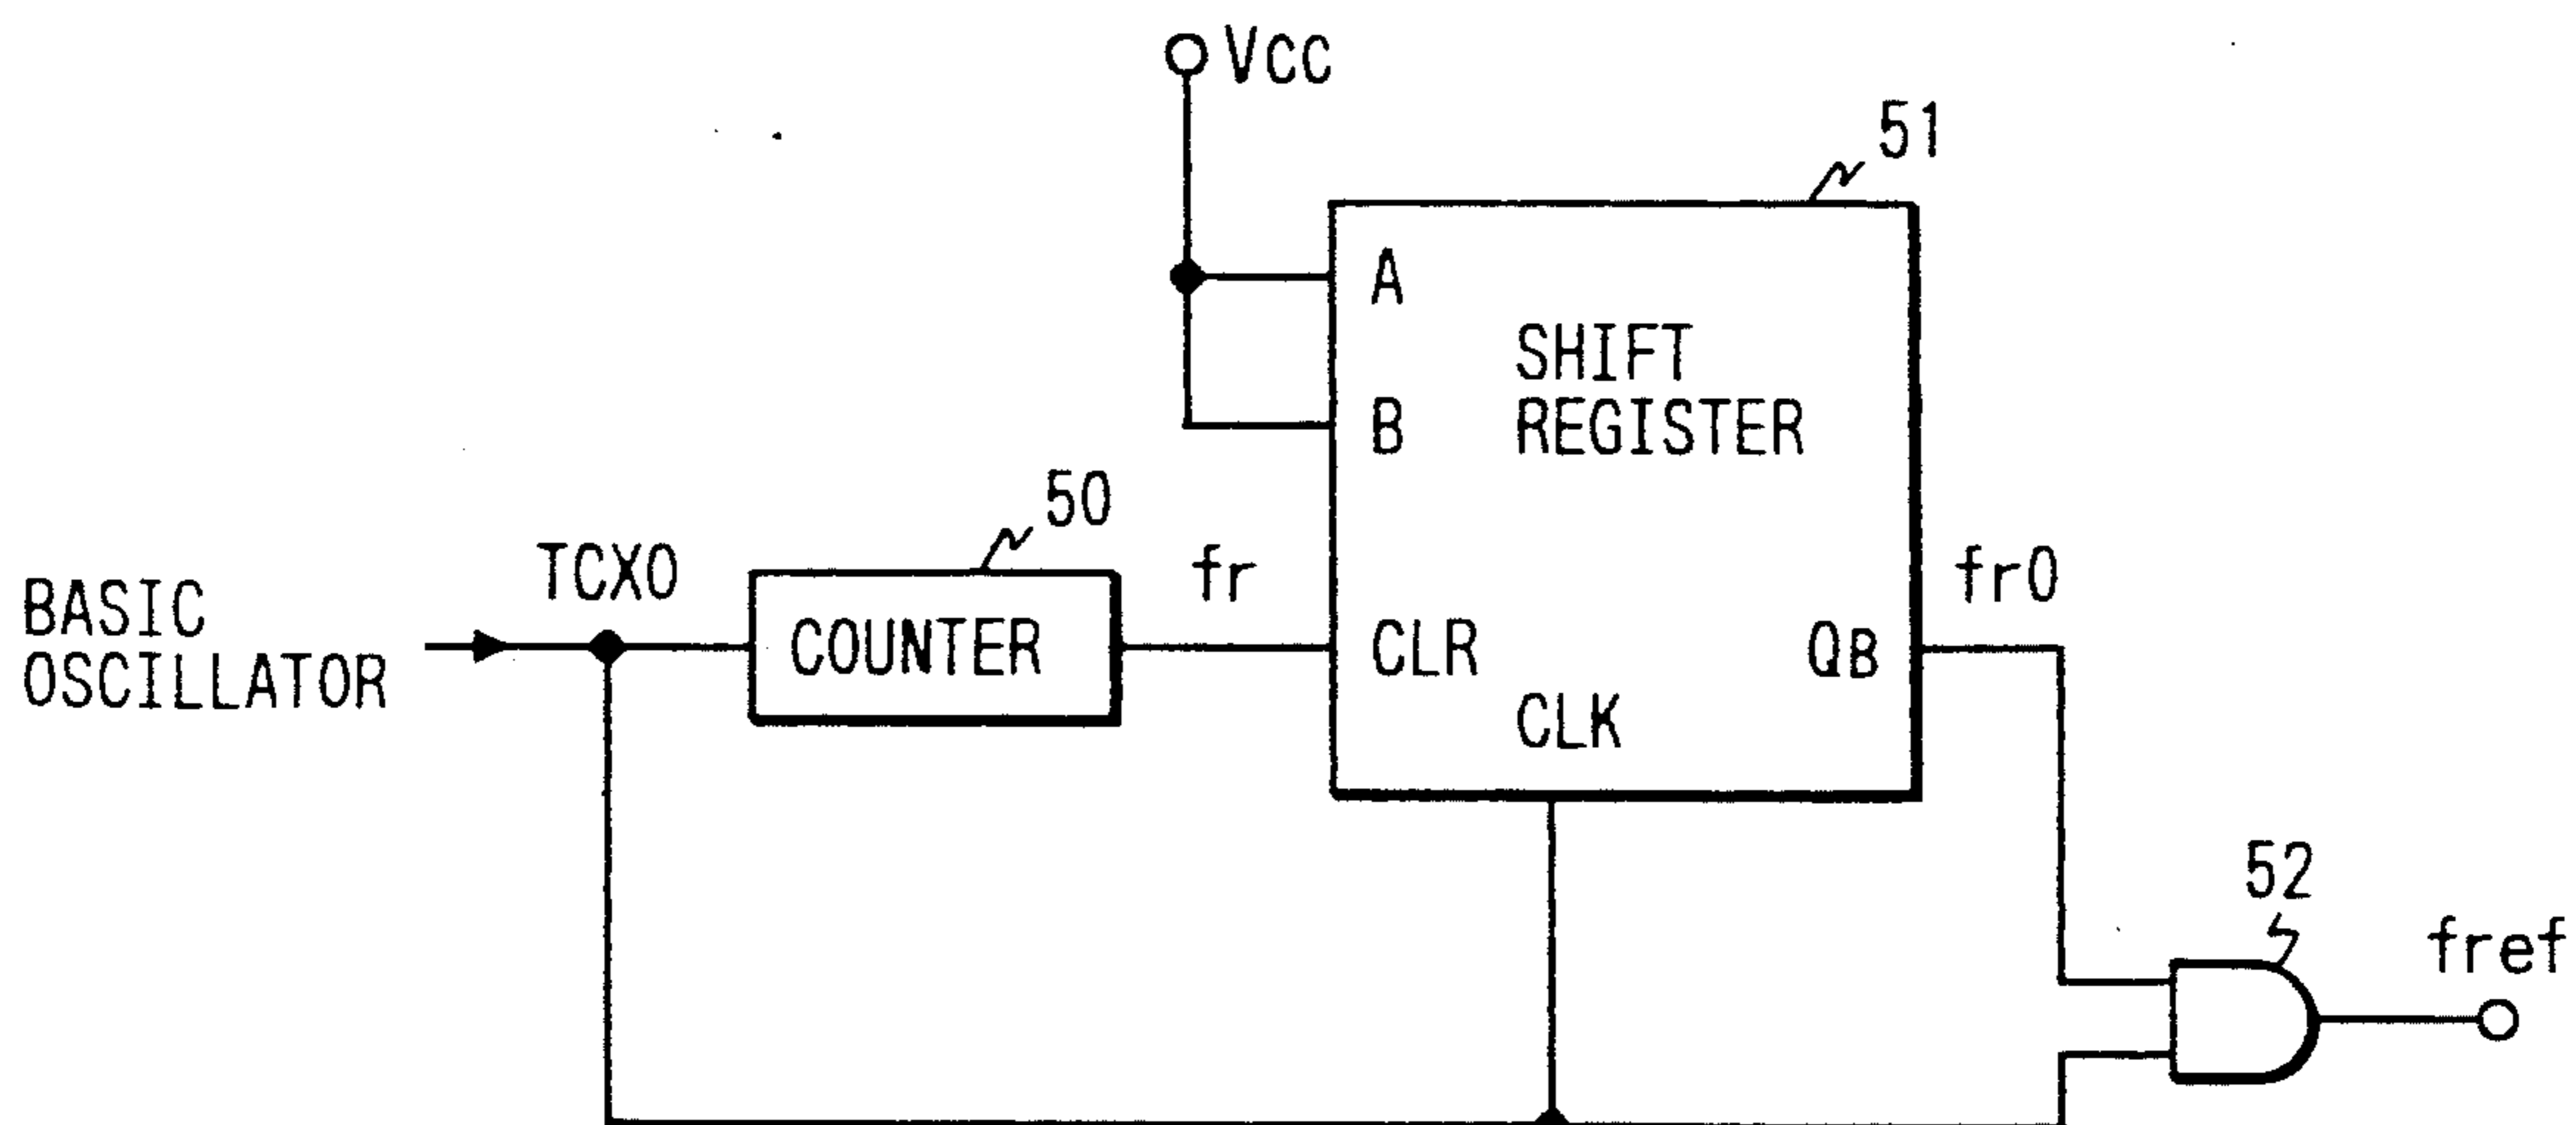 VCC
51
A
SHIFT
REGISTER
B
50
TCXO
fr
fr0
BASIC
OSCILLATOR
COUNTER
CLR
QB
CLK
52
fref